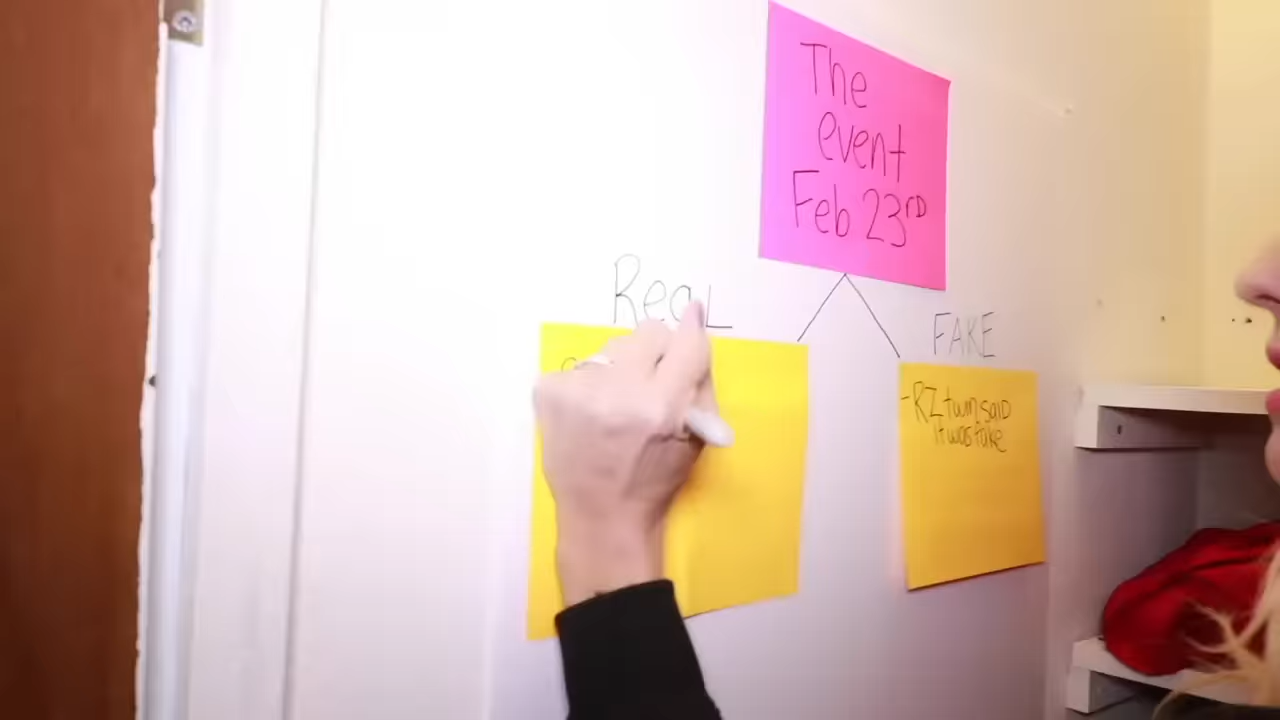 The
event
Feb 23RD
ReaL
FAKE
-RZ twin saiD
it was fake